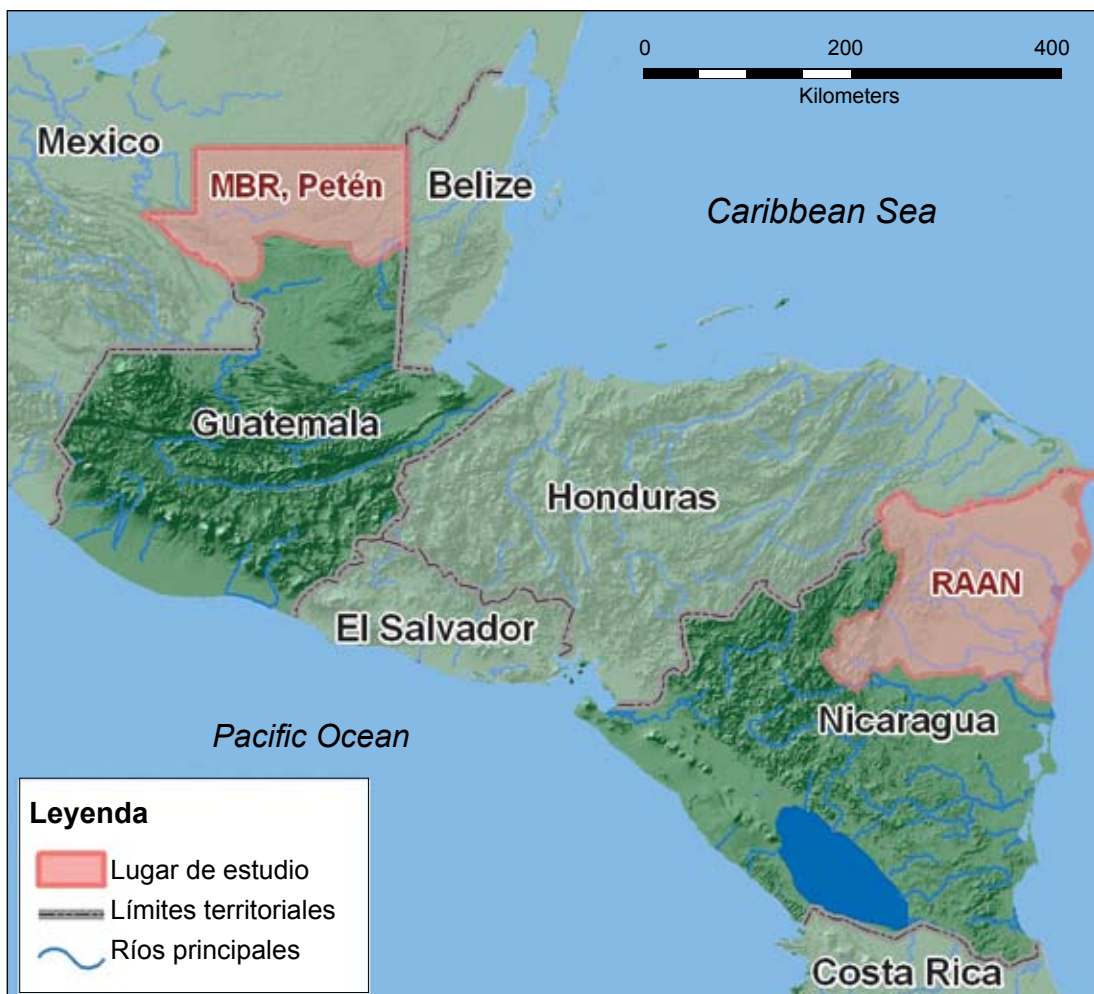 0 200 400
Kilometers
Mexico
MBR, Petén
Belize
Caribbean Sea
Guatemala
Honduras
RAAN
El Salvador
Nicaragua
Pacific Ocean
Leyenda
Lugar de estudio
Límites territoriales
Ríos principales
Costa Rica